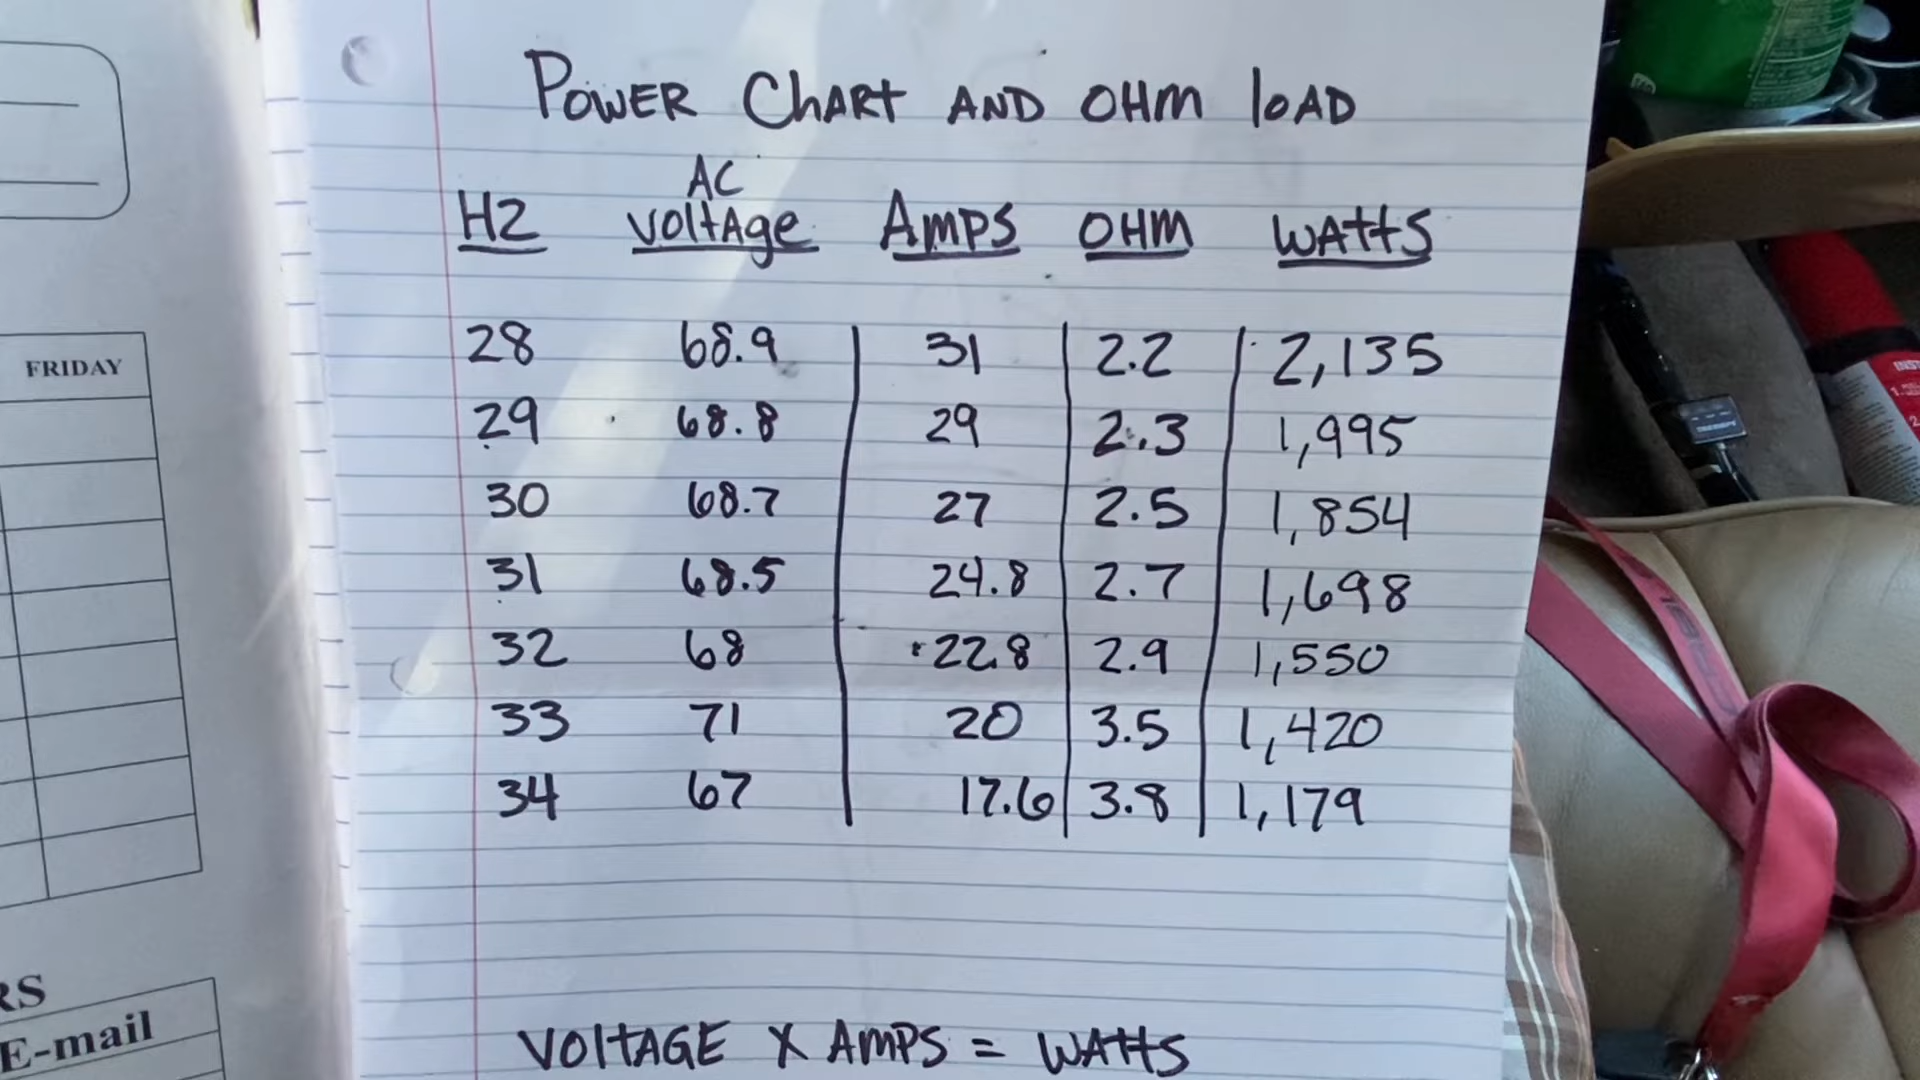 POWER CHART AND OHM LOAD
AC
HZ VOLTAGE AMPS OHM WATTS
28 68.9 31 2.2 2,135
29 68.8 29 2.3 1,995
30 68.7 27 2.5 1,854
31 68.5 24.8 2.7 1,698
32 68 22.8 2.9 1,550
33 71 20 3.5 1,420
34 67 17.6 3.8 1,179
VOLTAGE X AMPS = WATTS
FRIDAY
RS
E-mail